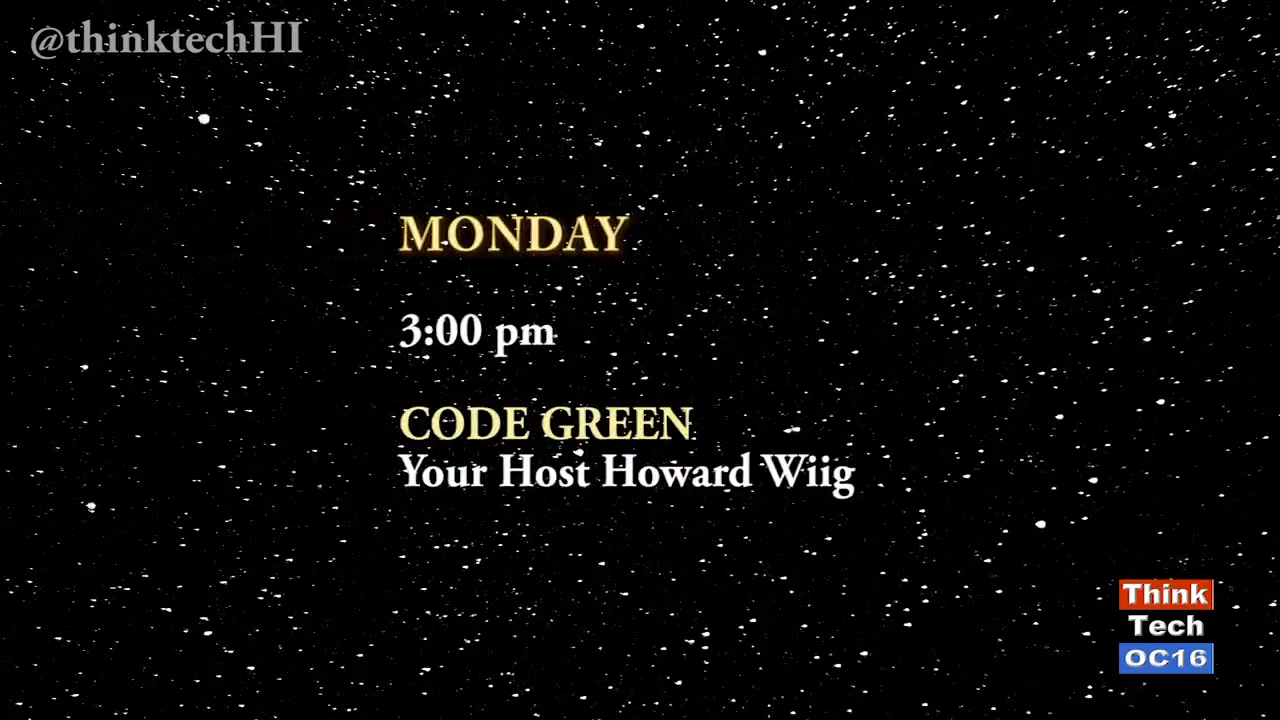 @thinktechHI
MONDAY
3:00 pm
CODE GREEN
Your Host Howard Wiig
Think
Tech
OC16